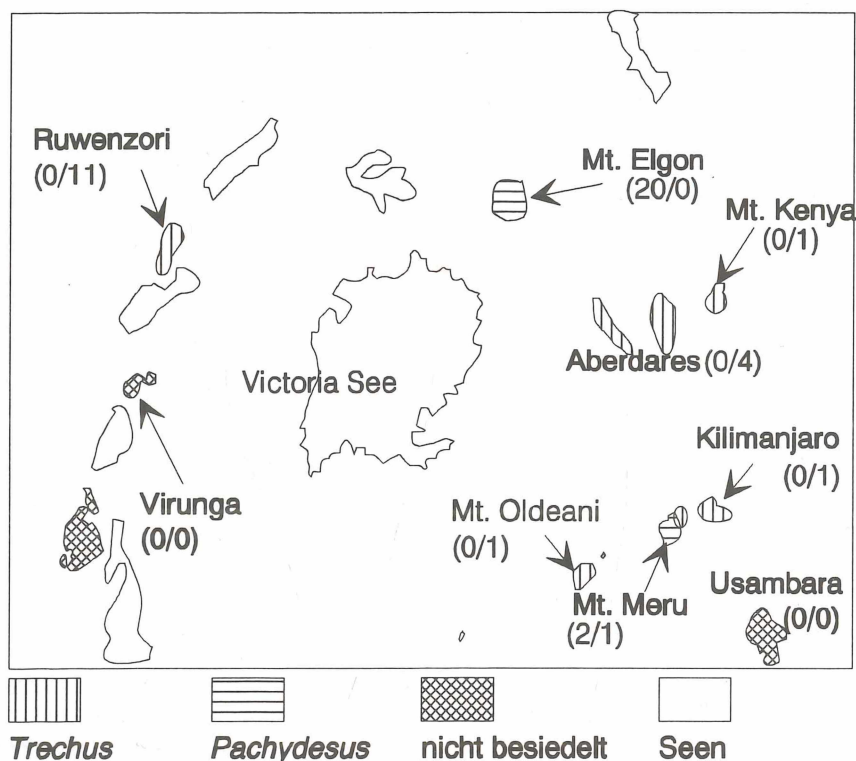 Ruwenzori
(0/11)
Mt. Elgon
(20/0)
Mt. Kenya
(0/1)
Aberdares (0/4)
Victoria See
Kilimanjaro
(0/1)
Virunga
(0/0)
Mt. Oldeani
(0/1)
Mt. Meru
(2/1)
Usambara
(0/0)
Trechus Pachydesus nicht besiedelt Seen